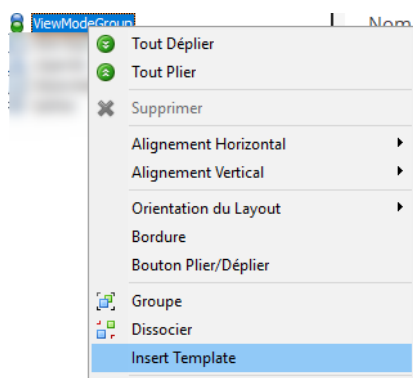 ViewModeGroup
Nom
Tout Déplier
Tout Plier
Supprimer
Alignement Horizontal
Alignement Vertical
Orientation du Layout
Bordure
Bouton Plier/Déplier
Groupe
Dissocier
Insert Template